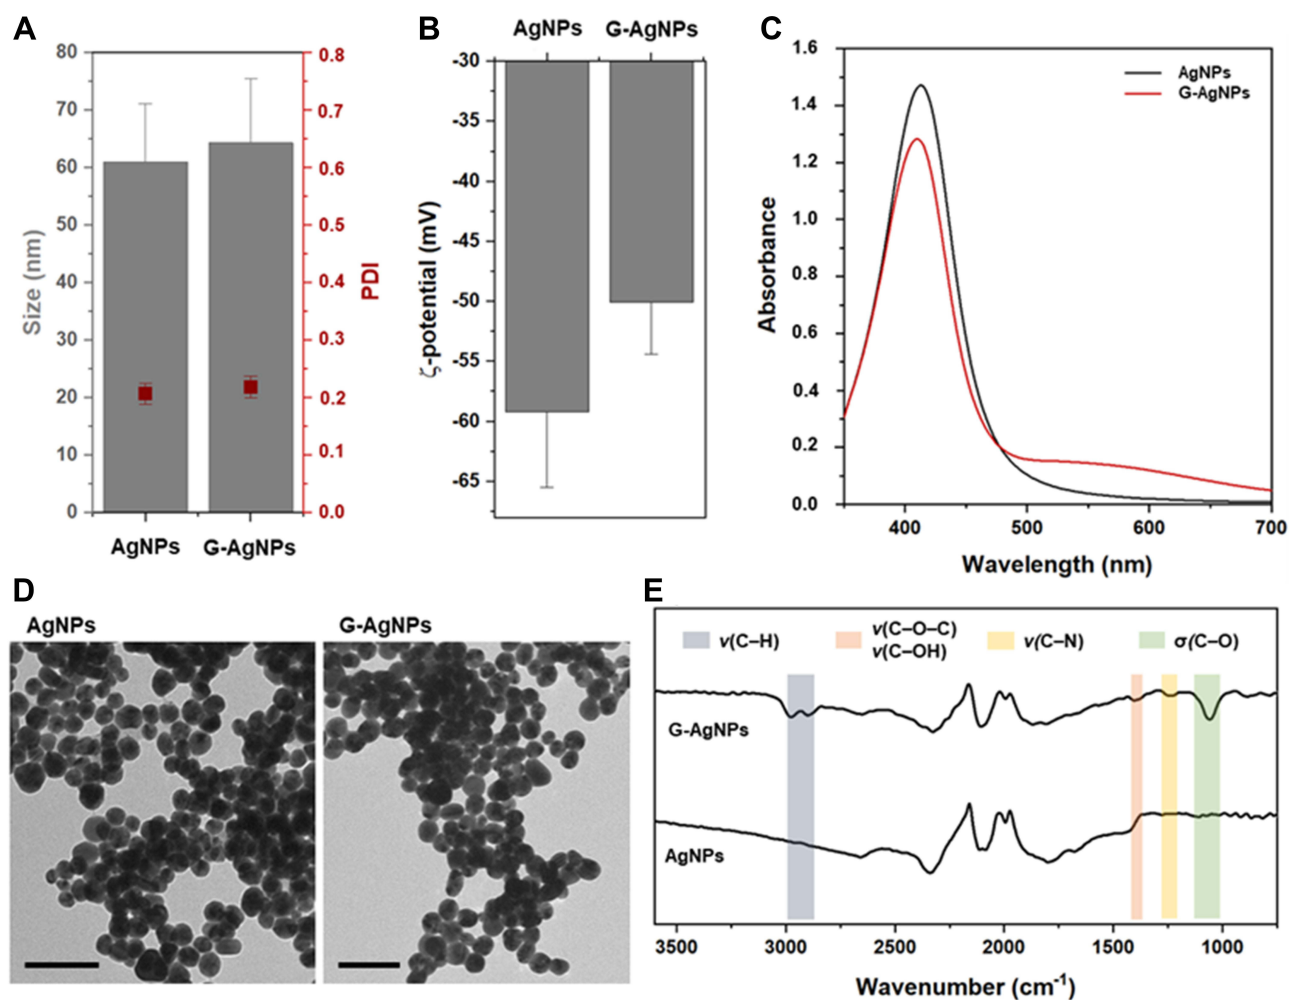 A
80
70
60
50
40
30
20
10
0
Size (nm)
0.8
0.7
0.6
0.5
0.4
0.3
0.2
0.1
0.0
PDI
AgNPs G-AgNPs
B
AgNPs G-AgNPs
-30
-35
-40
-45
-50
-55
-60
-65
ζ-potential (mV)
C
1.6
1.4
1.2
1.0
0.8
0.6
0.4
0.2
0.0
Absorbance
AgNPs
G-AgNPs
400 500 600 700
Wavelength (nm)
D
AgNPs
G-AgNPs
E
ν(C–H)
ν(C–O–C)
ν(C–OH)
ν(C–N)
σ(C–O)
G-AgNPs
AgNPs
3500 3000 2500 2000 1500 1000
Wavenumber (cm⁻¹)